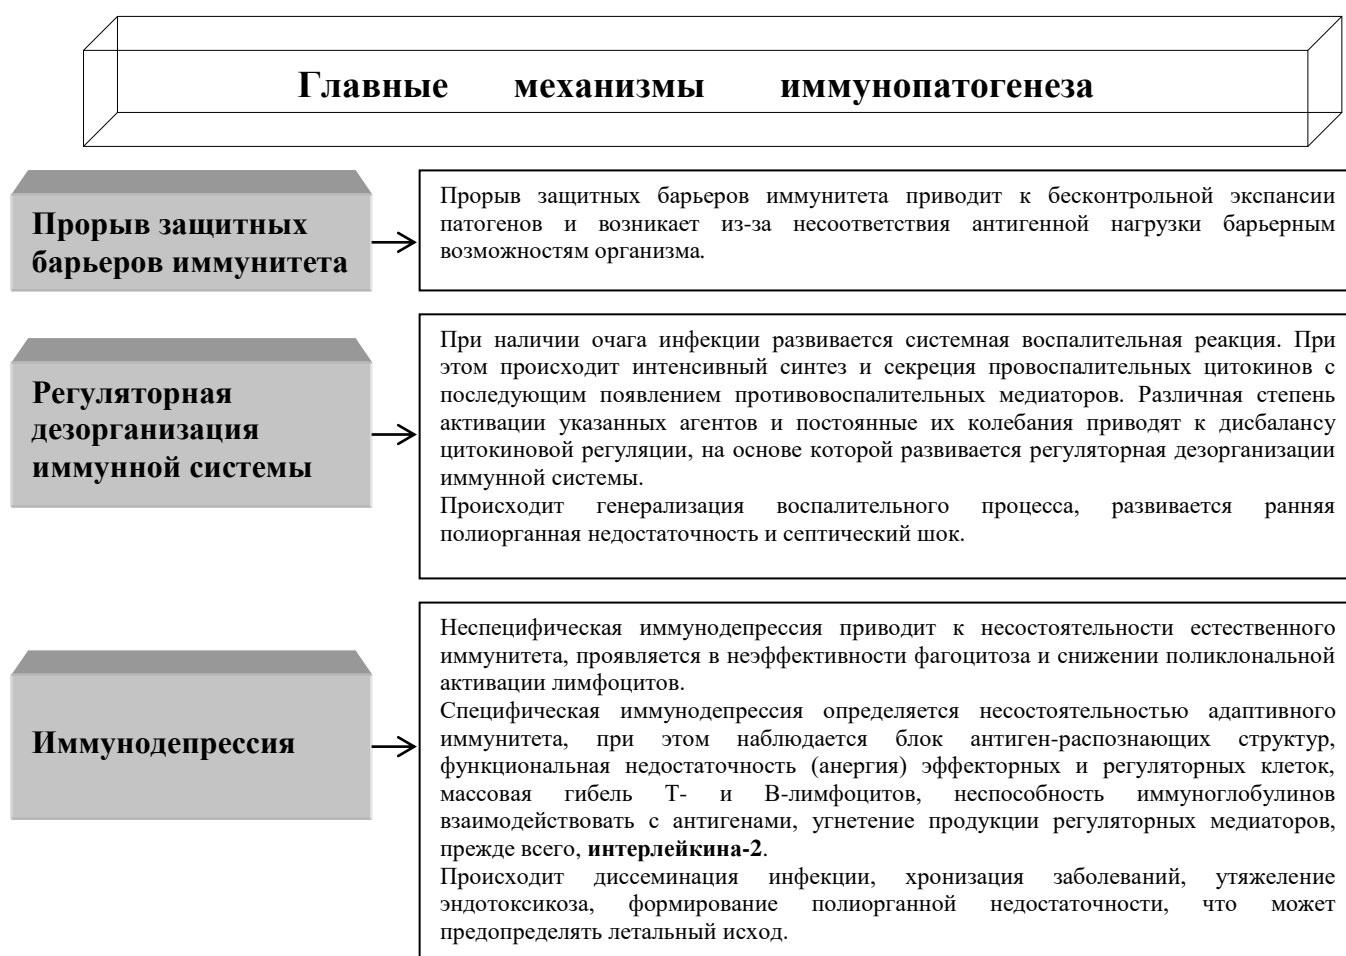 Главные механизмы иммунопатогенеза
Прорыв защитных
барьеров иммунитета
Прорыв защитных барьеров иммунитета приводит к бесконтрольной экспансии
патогенов и возникает из-за несоответствия антигенной нагрузки барьерным
возможностям организма.
Регуляторная
дезорганизация
иммунной системы
При наличии очага инфекции развивается системная воспалительная реакция. При
этом происходит интенсивный синтез и секреция провоспалительных цитокинов с
последующим появлением противовоспалительных медиаторов. Различная степень
активации указанных агентов и постоянные их колебания приводят к дисбалансу
цитокиновой регуляции, на основе которой развивается регуляторная дезорганизации
иммунной системы.
Происходит генерализация воспалительного процесса, развивается ранняя
полиорганная недостаточность и септический шок.
Иммунодепрессия
Неспецифическая иммунодепрессия приводит к несостоятельности естественного
иммунитета, проявляется в неэффективности фагоцитоза и снижении поликлональной
активации лимфоцитов.
Специфическая иммунодепрессия определяется несостоятельностью адаптивного
иммунитета, при этом наблюдается блок антиген-распознающих структур,
функциональная недостаточность (анергия) эффекторных и регуляторных клеток,
массовая гибель Т- и В-лимфоцитов, неспособность иммуноглобулинов
взаимодействовать с антигенами, угнетение продукции регуляторных медиаторов,
прежде всего, интерлейкина-2.
Происходит диссеминация инфекции, хронизация заболеваний, утяжеление
эндотоксикоза, формирование полиорганной недостаточности, что может
предопределять летальный исход.